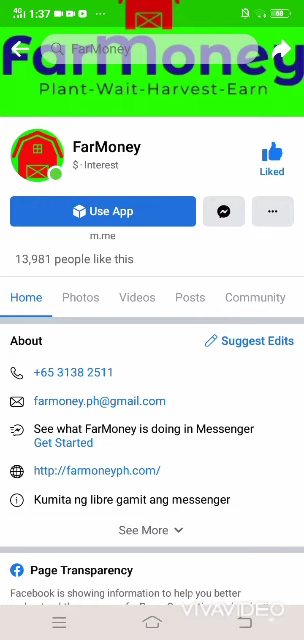 4G 1:37 68
FarMoney
FarMoney
Plant-Wait-Harvest-Earn
FarMoney
$ · Interest
Liked
Use App
m.me
13,981 people like this
Home Photos Videos Posts Community
About Suggest Edits
+65 3138 2511
farmoney.ph@gmail.com
See what FarMoney is doing in Messenger
Get Started
http://farmoneyph.com/
Kumita ng libre gamit ang messenger
See More
Page Transparency
Facebook is showing information to help you better
VIVAVIDEO